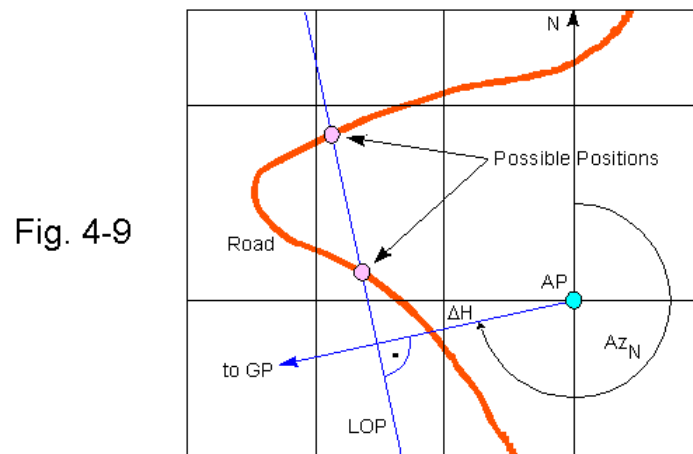 N
Possible Positions
Fig. 4-9
Road
AP
ΔH
AzN
to GP
LOP